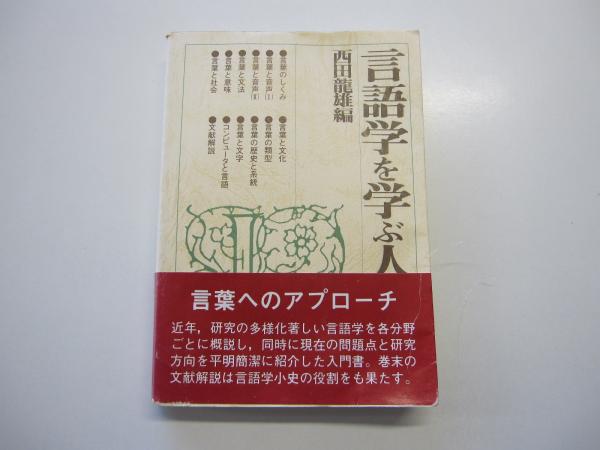 言語学を学ぶ人
西田龍雄編
●言葉のしくみ
●言葉と音声〔Ⅰ〕
●言葉と音声〔Ⅱ〕
●言葉と文法
●言葉と意味
●言葉と社会
●言葉と文化
●言葉の類型
●言葉の歴史と系統
●言葉と文字
●コンピュータと言語
●文献解説
言葉へのアプローチ
近年，研究の多様化著しい言語学を各分野
ごとに概説し，同時に現在の問題点と研究
方向を平明簡潔に紹介した入門書。巻末の
文献解説は言語学小史の役割をも果たす。